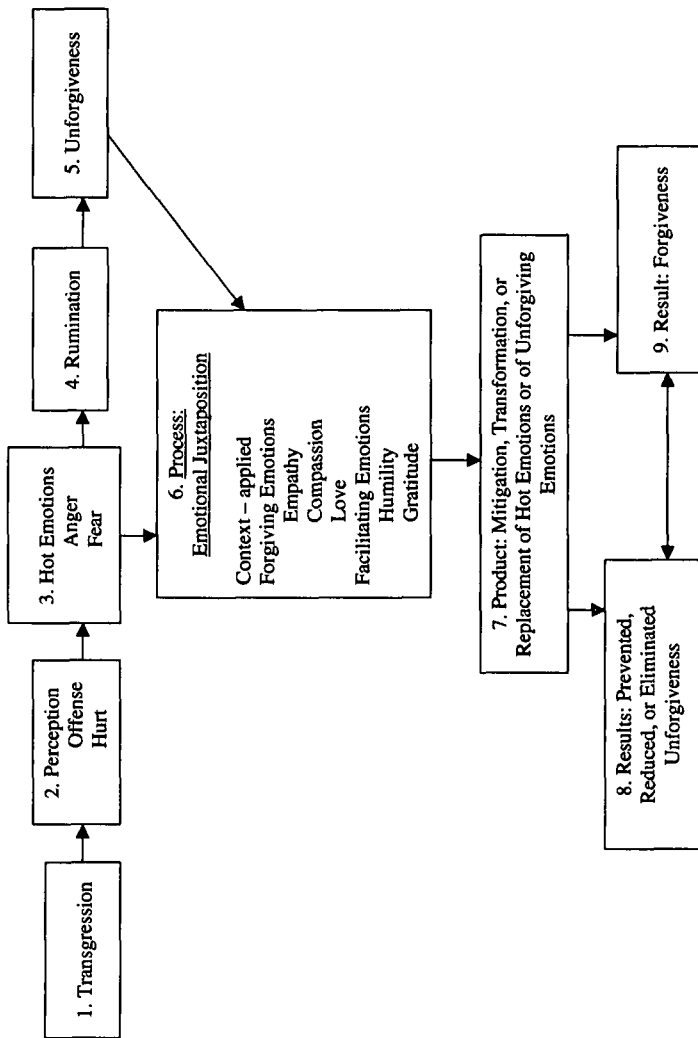 1. Transgression
2. Perception
Offense
Hurt
3. Hot Emotions
Anger
Fear
4. Rumination
5. Unforgiveness
6. Process:
Emotional Juxtaposition
Context – applied
Forgiving Emotions
Empathy
Compassion
Love
Facilitating Emotions
Humility
Gratitude
7. Product: Mitigation, Transformation, or
Replacement of Hot Emotions or of Unforgiving
Emotions
8. Results: Prevented,
Reduced, or Eliminated
Unforgiveness
9. Result: Forgiveness